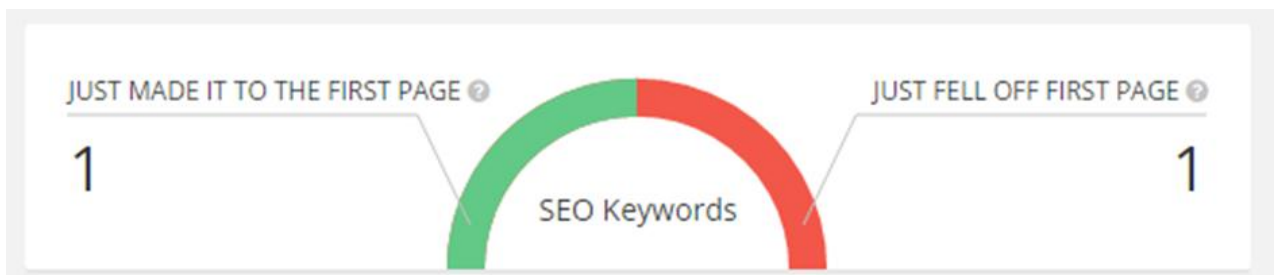 JUST MADE IT TO THE FIRST PAGE ?
JUST FELL OFF FIRST PAGE ?
1
1
SEO Keywords